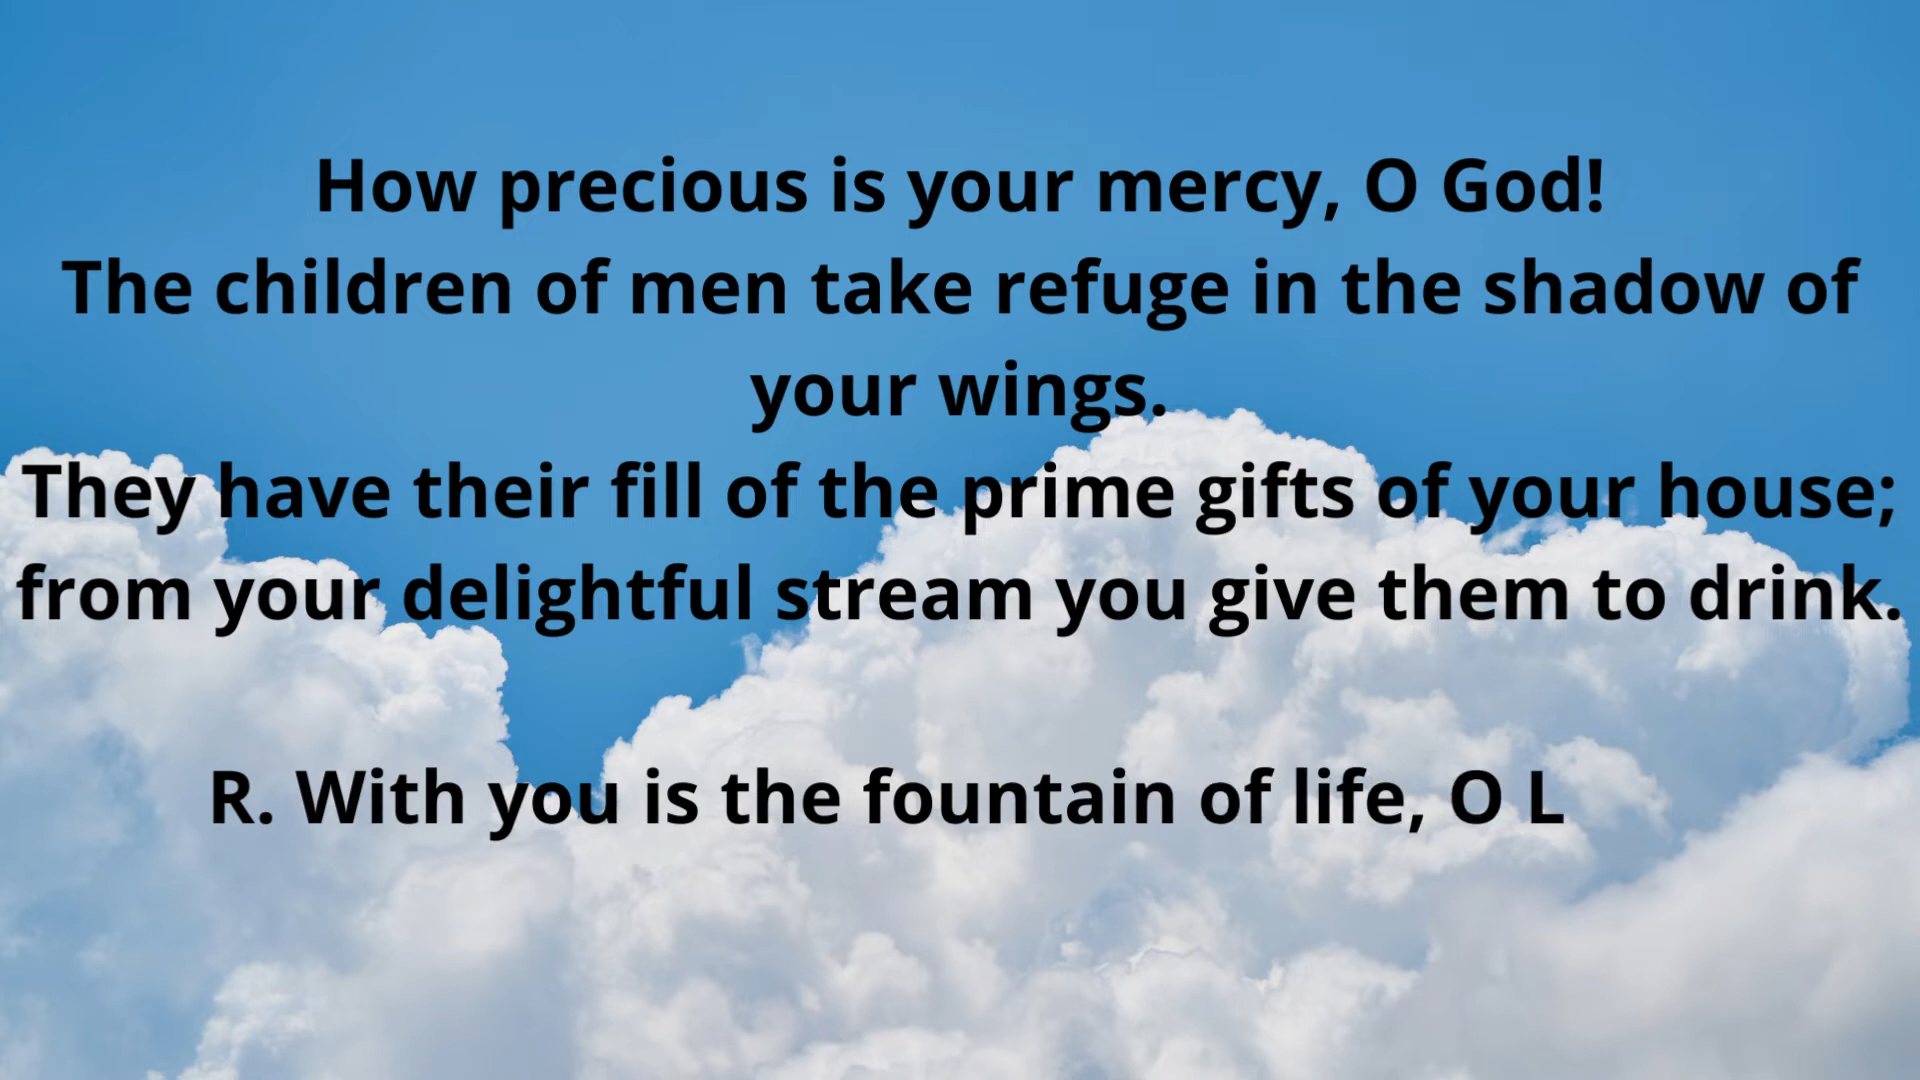 How precious is your mercy, O God!
The children of men take refuge in the shadow of
your wings.
They have their fill of the prime gifts of your house;
from your delightful stream you give them to drink.
R. With you is the fountain of life, O L